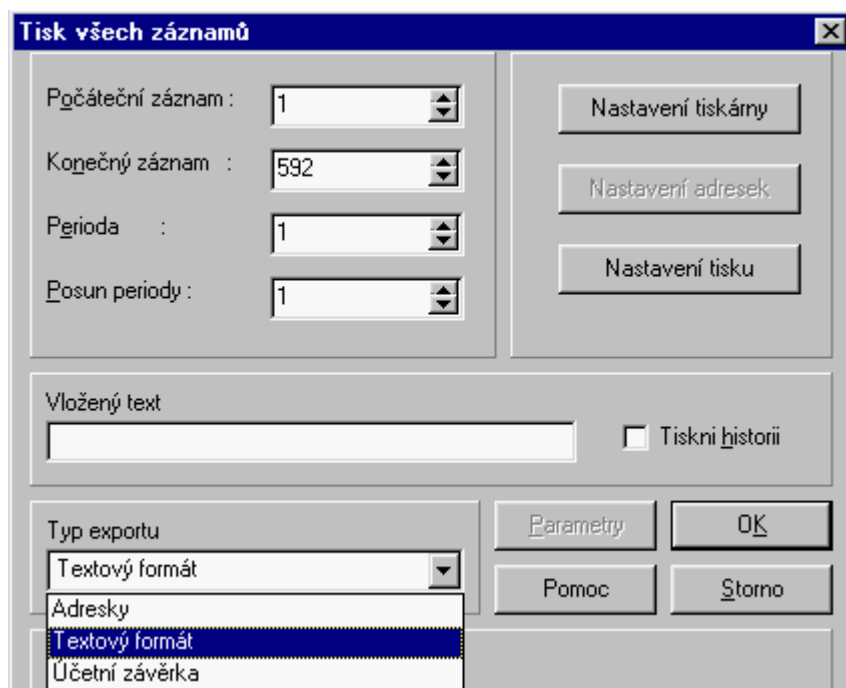 Tisk všech záznamů
Počáteční záznam :
1
Konečný záznam :
592
Perioda :
1
Posun periody :
1
Nastavení tiskárny
Nastavení adresek
Nastavení tisku
Vložený text
Tiskni historii
Typ exportu
Textový formát
Adresky
Textový formát
Účetní závěrka
Parametry
OK
Pomoc
Storno